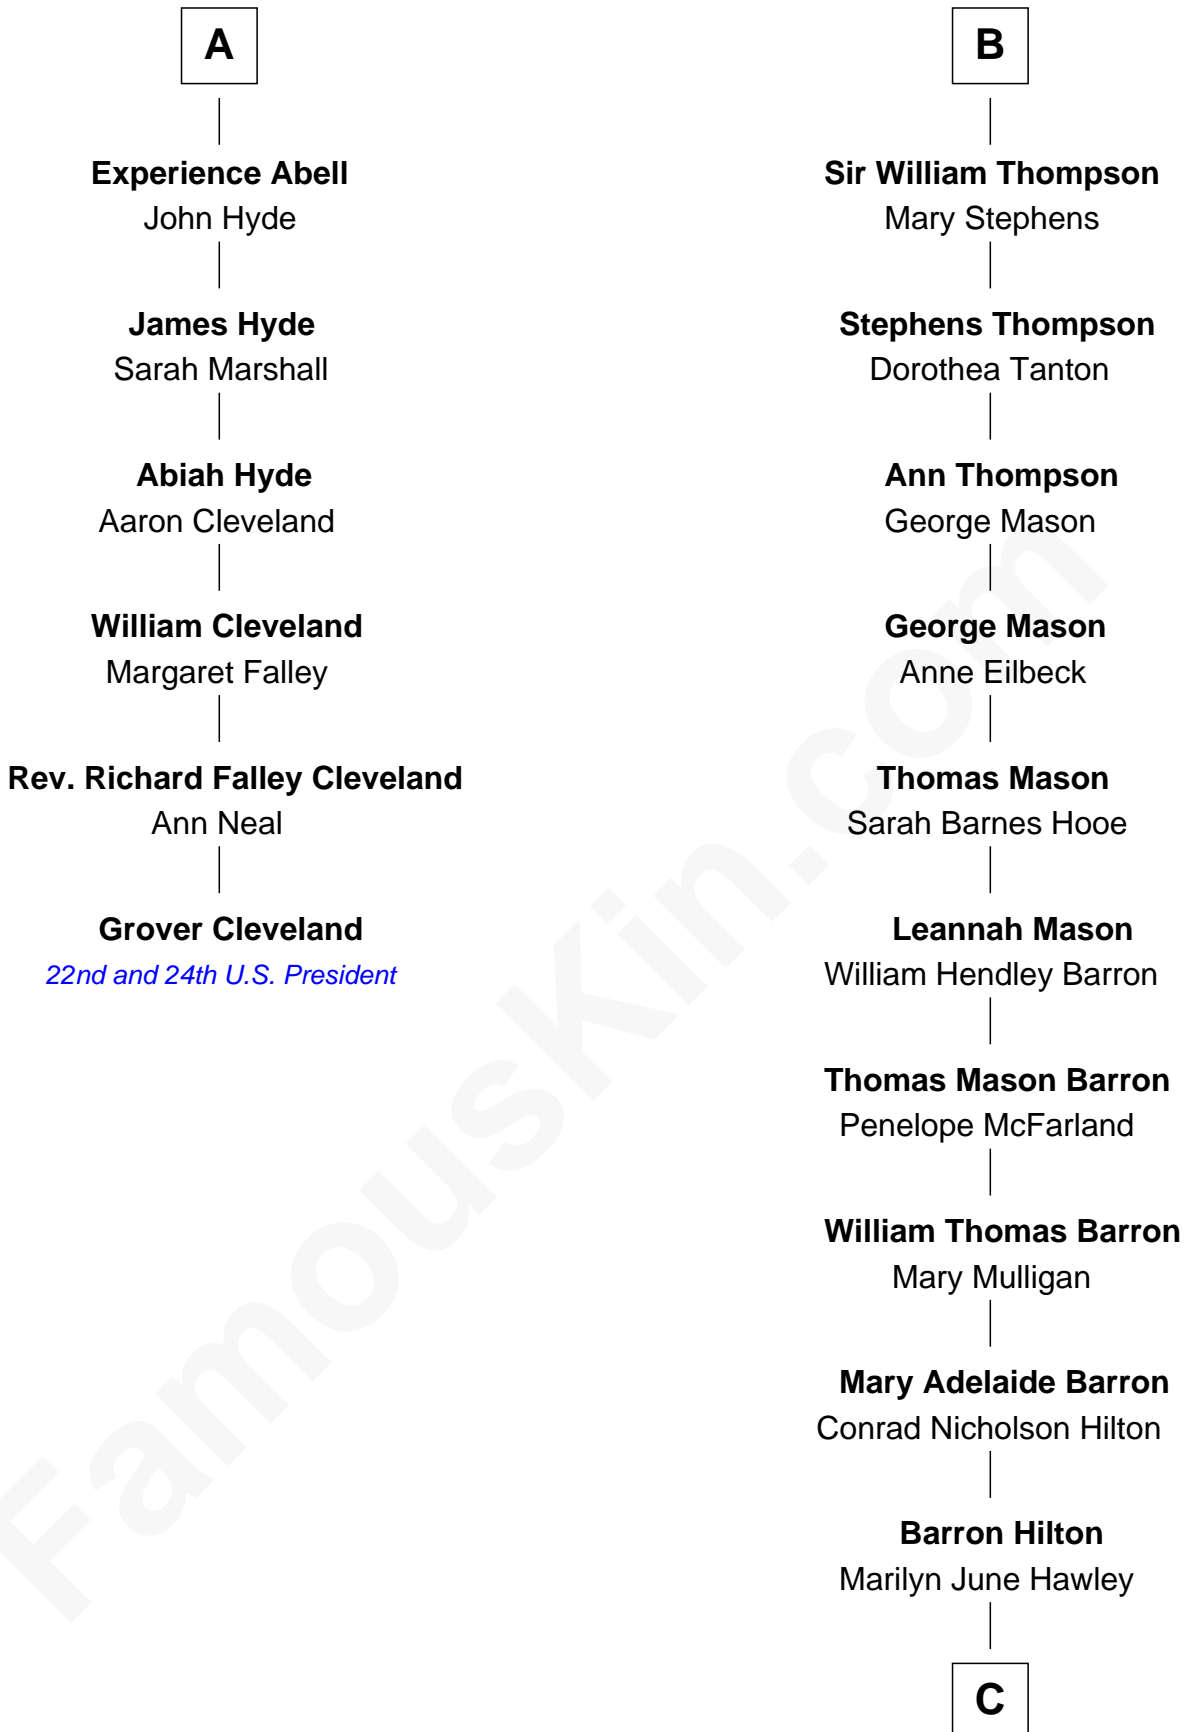 A
Experience Abell
John Hyde
James Hyde
Sarah Marshall
Abiah Hyde
Aaron Cleveland
William Cleveland
Margaret Falley
Rev. Richard Falley Cleveland
Ann Neal
Grover Cleveland
22nd and 24th U.S. President
B
Sir William Thompson
Mary Stephens
Stephens Thompson
Dorothea Tanton
Ann Thompson
George Mason
George Mason
Anne Eilbeck
Thomas Mason
Sarah Barnes Hooe
Leannah Mason
William Hendley Barron
Thomas Mason Barron
Penelope McFarland
William Thomas Barron
Mary Mulligan
Mary Adelaide Barron
Conrad Nicholson Hilton
Barron Hilton
Marilyn June Hawley
C
FamousKin.com